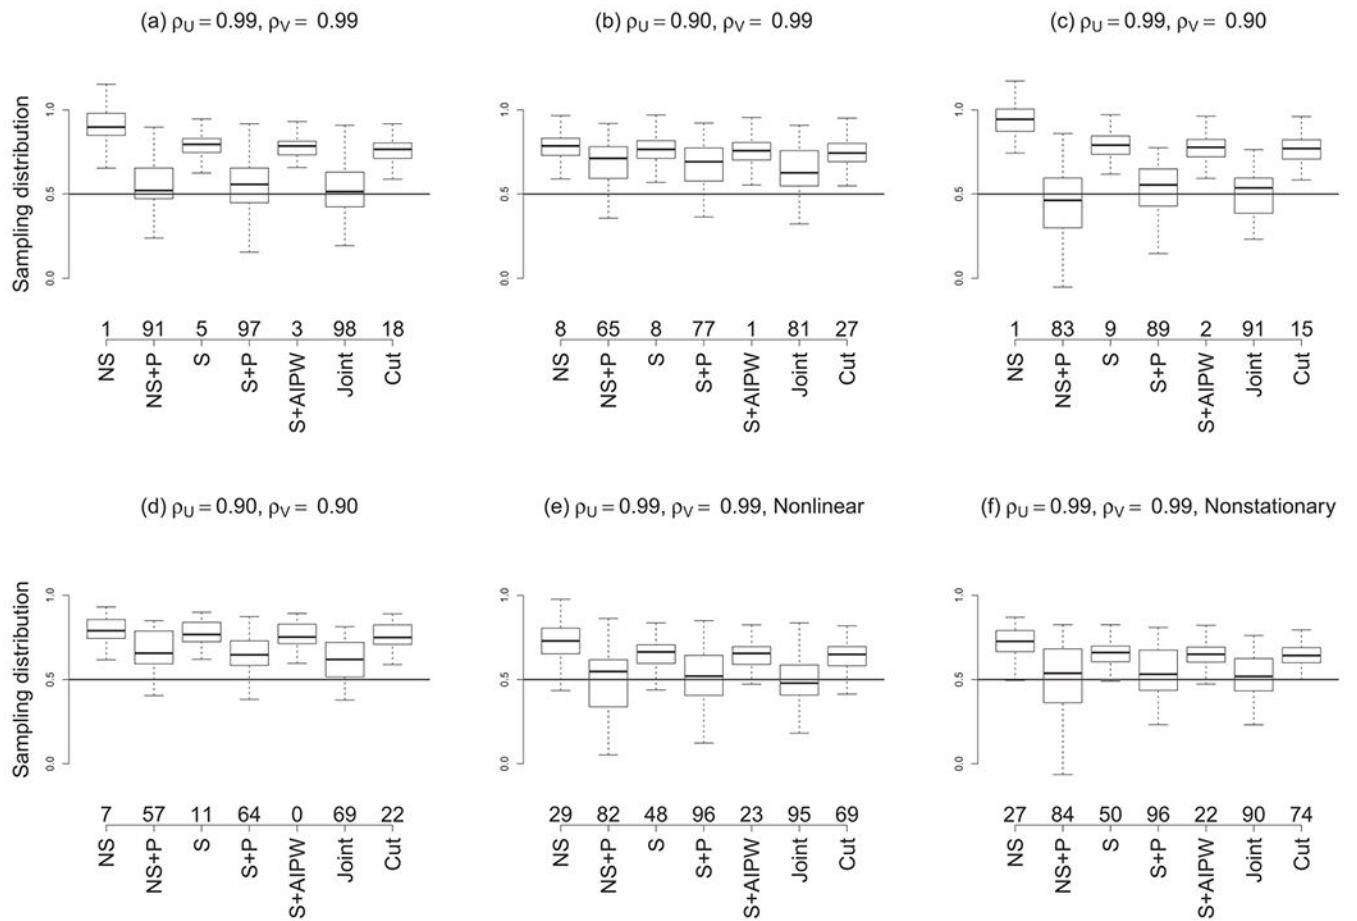 (a) ρU = 0.99, ρV = 0.99
(b) ρU = 0.90, ρV = 0.99
(c) ρU = 0.99, ρV = 0.90
Sampling distribution
1.0
0.5
0.0
1 91 5 97 3 98 18
NS NS+P S S+P S+AIPW Joint Cut
1.0
0.5
0.0
8 65 8 77 1 81 27
NS NS+P S S+P S+AIPW Joint Cut
1.0
0.5
0.0
1 83 9 89 2 91 15
NS NS+P S S+P S+AIPW Joint Cut
(d) ρU = 0.90, ρV = 0.90
(e) ρU = 0.99, ρV = 0.99, Nonlinear
(f) ρU = 0.99, ρV = 0.99, Nonstationary
Sampling distribution
1.0
0.5
0.0
7 57 11 64 0 69 22
NS NS+P S S+P S+AIPW Joint Cut
1.0
0.5
0.0
29 82 48 96 23 95 69
NS NS+P S S+P S+AIPW Joint Cut
1.0
0.5
0.0
27 84 50 96 22 90 74
NS NS+P S S+P S+AIPW Joint Cut